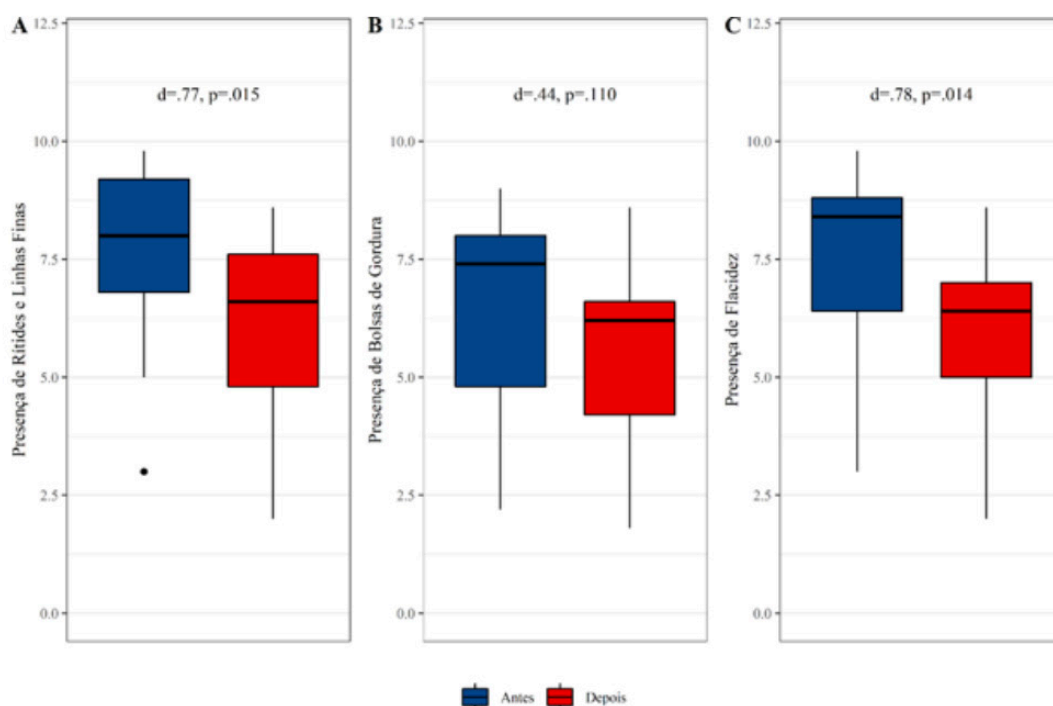 A
12.5
10.0
7.5
5.0
2.5
0.0
Presença de Rítides e Linhas Finas
d=.77, p=.015
B
12.5
10.0
7.5
5.0
2.5
0.0
Presença de Bolsas de Gordura
d=.44, p=.110
C
12.5
10.0
7.5
5.0
2.5
0.0
Presença de Flacidez
d=.78, p=.014
Antes Depois